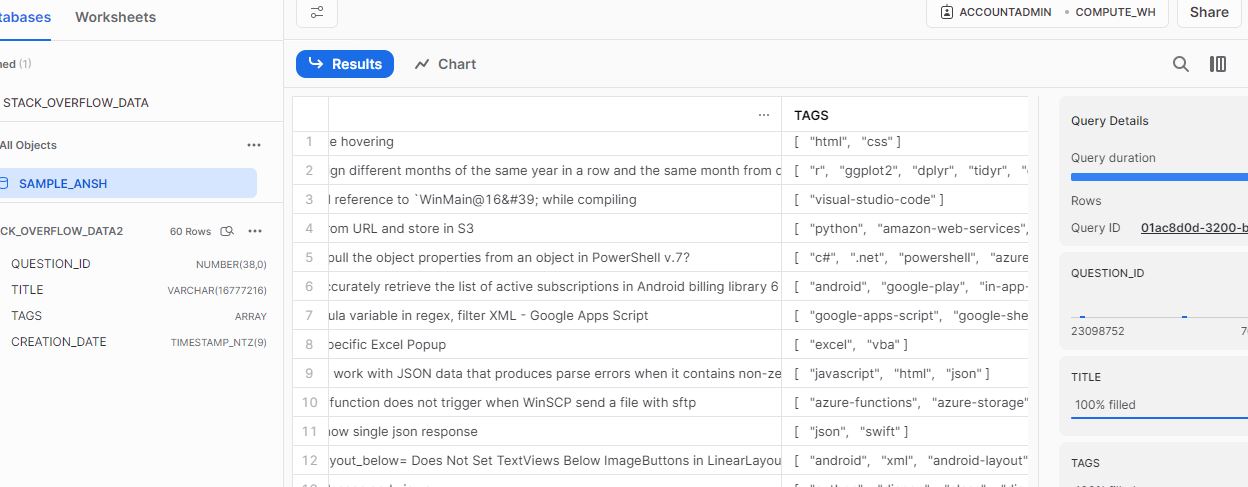 tabases Worksheets
ACCOUNTADMIN • COMPUTE_WH Share
Results Chart
ned (1)
STACK_OVERFLOW_DATA
All Objects ...
SAMPLE_ANSH
CK_OVERFLOW_DATA2 60 Rows ...
QUESTION_ID NUMBER(38,0)
TITLE VARCHAR(16777216)
TAGS ARRAY
CREATION_DATE TIMESTAMP_NTZ(9)
... TAGS
1 e hovering [ "html", "css" ]
2 gn different months of the same year in a row and the same month from d [ "r", "ggplot2", "dplyr", "tidyr",
3 l reference to `WinMain@16&#39; while compiling [ "visual-studio-code" ]
4 om URL and store in S3 [ "python", "amazon-web-services",
5 pull the object properties from an object in PowerShell v.7? [ "c#", ".net", "powershell", "azure
6 ccurately retrieve the list of active subscriptions in Android billing library 6 [ "android", "google-play", "in-app-
7 ula variable in regex, filter XML - Google Apps Script [ "google-apps-script", "google-she
8 pecific Excel Popup [ "excel", "vba" ]
9 work with JSON data that produces parse errors when it contains non-ze [ "javascript", "html", "json" ]
10 function does not trigger when WinSCP send a file with sftp [ "azure-functions", "azure-storage"
11 ow single json response [ "json", "swift" ]
12 yout_below= Does Not Set TextViews Below ImageButtons in LinearLayou [ "android", "xml", "android-layout"
Query Details
Query duration
Rows
Query ID 01ac8d0d-3200-b
QUESTION_ID
23098752 7
TITLE
100% filled
TAGS